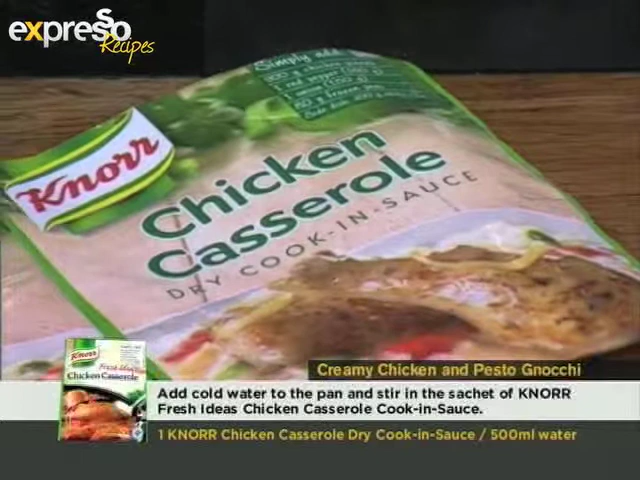 expresso
Recipes
Simply add:
Knorr
Chicken
Casserole
DRY COOK-IN-SAUCE
Creamy Chicken and Pesto Gnocchi
Knorr
Fresh Ideas
Chicken Casserole
Add cold water to the pan and stir in the sachet of KNORR
Fresh Ideas Chicken Casserole Cook-in-Sauce.
1 KNORR Chicken Casserole Dry Cook-in-Sauce / 500ml water